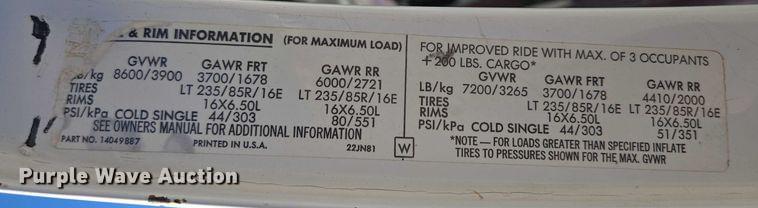 & RIM INFORMATION (FOR MAXIMUM LOAD)
GVWR GAWR FRT GAWR RR
LB/kg 8600/3900 3700/1678 6000/2721
TIRES LT 235/85R/16E LT 235/85R/16E
RIMS 16X6.50L 16X6.50L
PSI/kPa COLD SINGLE 44/303 80/551
SEE OWNERS MANUAL FOR ADDITIONAL INFORMATION
PART NO. 14049887 PRINTED IN U.S.A. 22JN81
W
FOR IMPROVED RIDE WITH MAX. OF 3 OCCUPANTS
+ 200 LBS. CARGO*
GVWR GAWR FRT GAWR RR
LB/kg 7200/3265 3700/1678 4410/2000
TIRES LT 235/85R/16E LT 235/85R/16E
RIMS 16X6.50L 16X6.50L
PSI/kPa COLD SINGLE 44/303 51/351
*NOTE — FOR LOADS GREATER THAN SPECIFIED INFLATE
TIRES TO PRESSURES SHOWN FOR THE MAX. GVWR
Purple Wave Auction